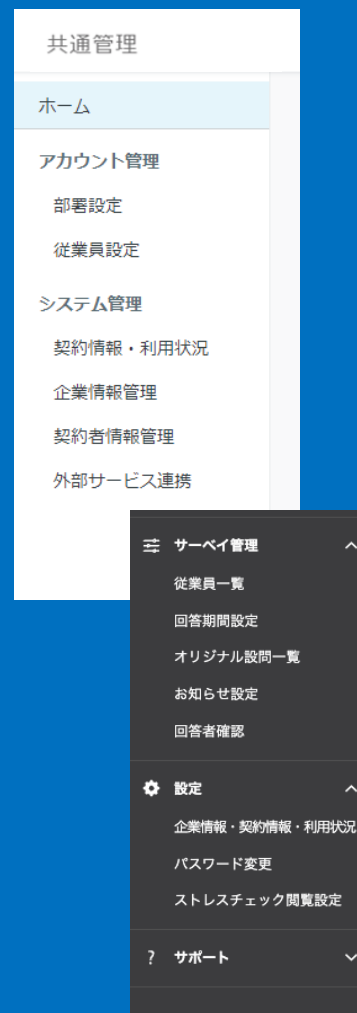 共通管理
ホーム
アカウント管理
部署設定
従業員設定
システム管理
契約情報・利用状況
企業情報管理
契約者情報管理
外部サービス連携
サーベイ管理
従業員一覧
回答期間設定
オリジナル設問一覧
お知らせ設定
回答者確認
設定
企業情報・契約情報・利用状況
パスワード変更
ストレスチェック閲覧設定
? サポート